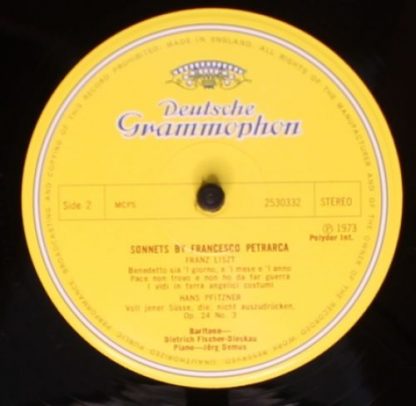 ALL RIGHTS OF THE MANUFACTURER AND OF THE OWNER OF THE RECORDED WORK RESERVED. UNAUTHORIZED PUBLIC PERFORMANCE BROADCASTING AND COPYING OF THIS RECORD PROHIBITED. MADE IN ENGLAND.
Deutsche
Grammophon
Side 2 MCPS 2530332 STEREO
℗ 1973
Polydor Int.
SONNETS BY FRANCESCO PETRARCA
FRANZ LISZT
Benedetto sia 'l giorno, e 'l mese e 'l anno
Pace non trovo e non ho da far guerra
I vidi in terra angelici costumi
HANS PFITZNER
Voll jener Süsse, die, nicht auszudrücken,
Op. 24 No. 3
Baritone—
Dietrich Fischer-Dieskau
Piano—Jörg Demus